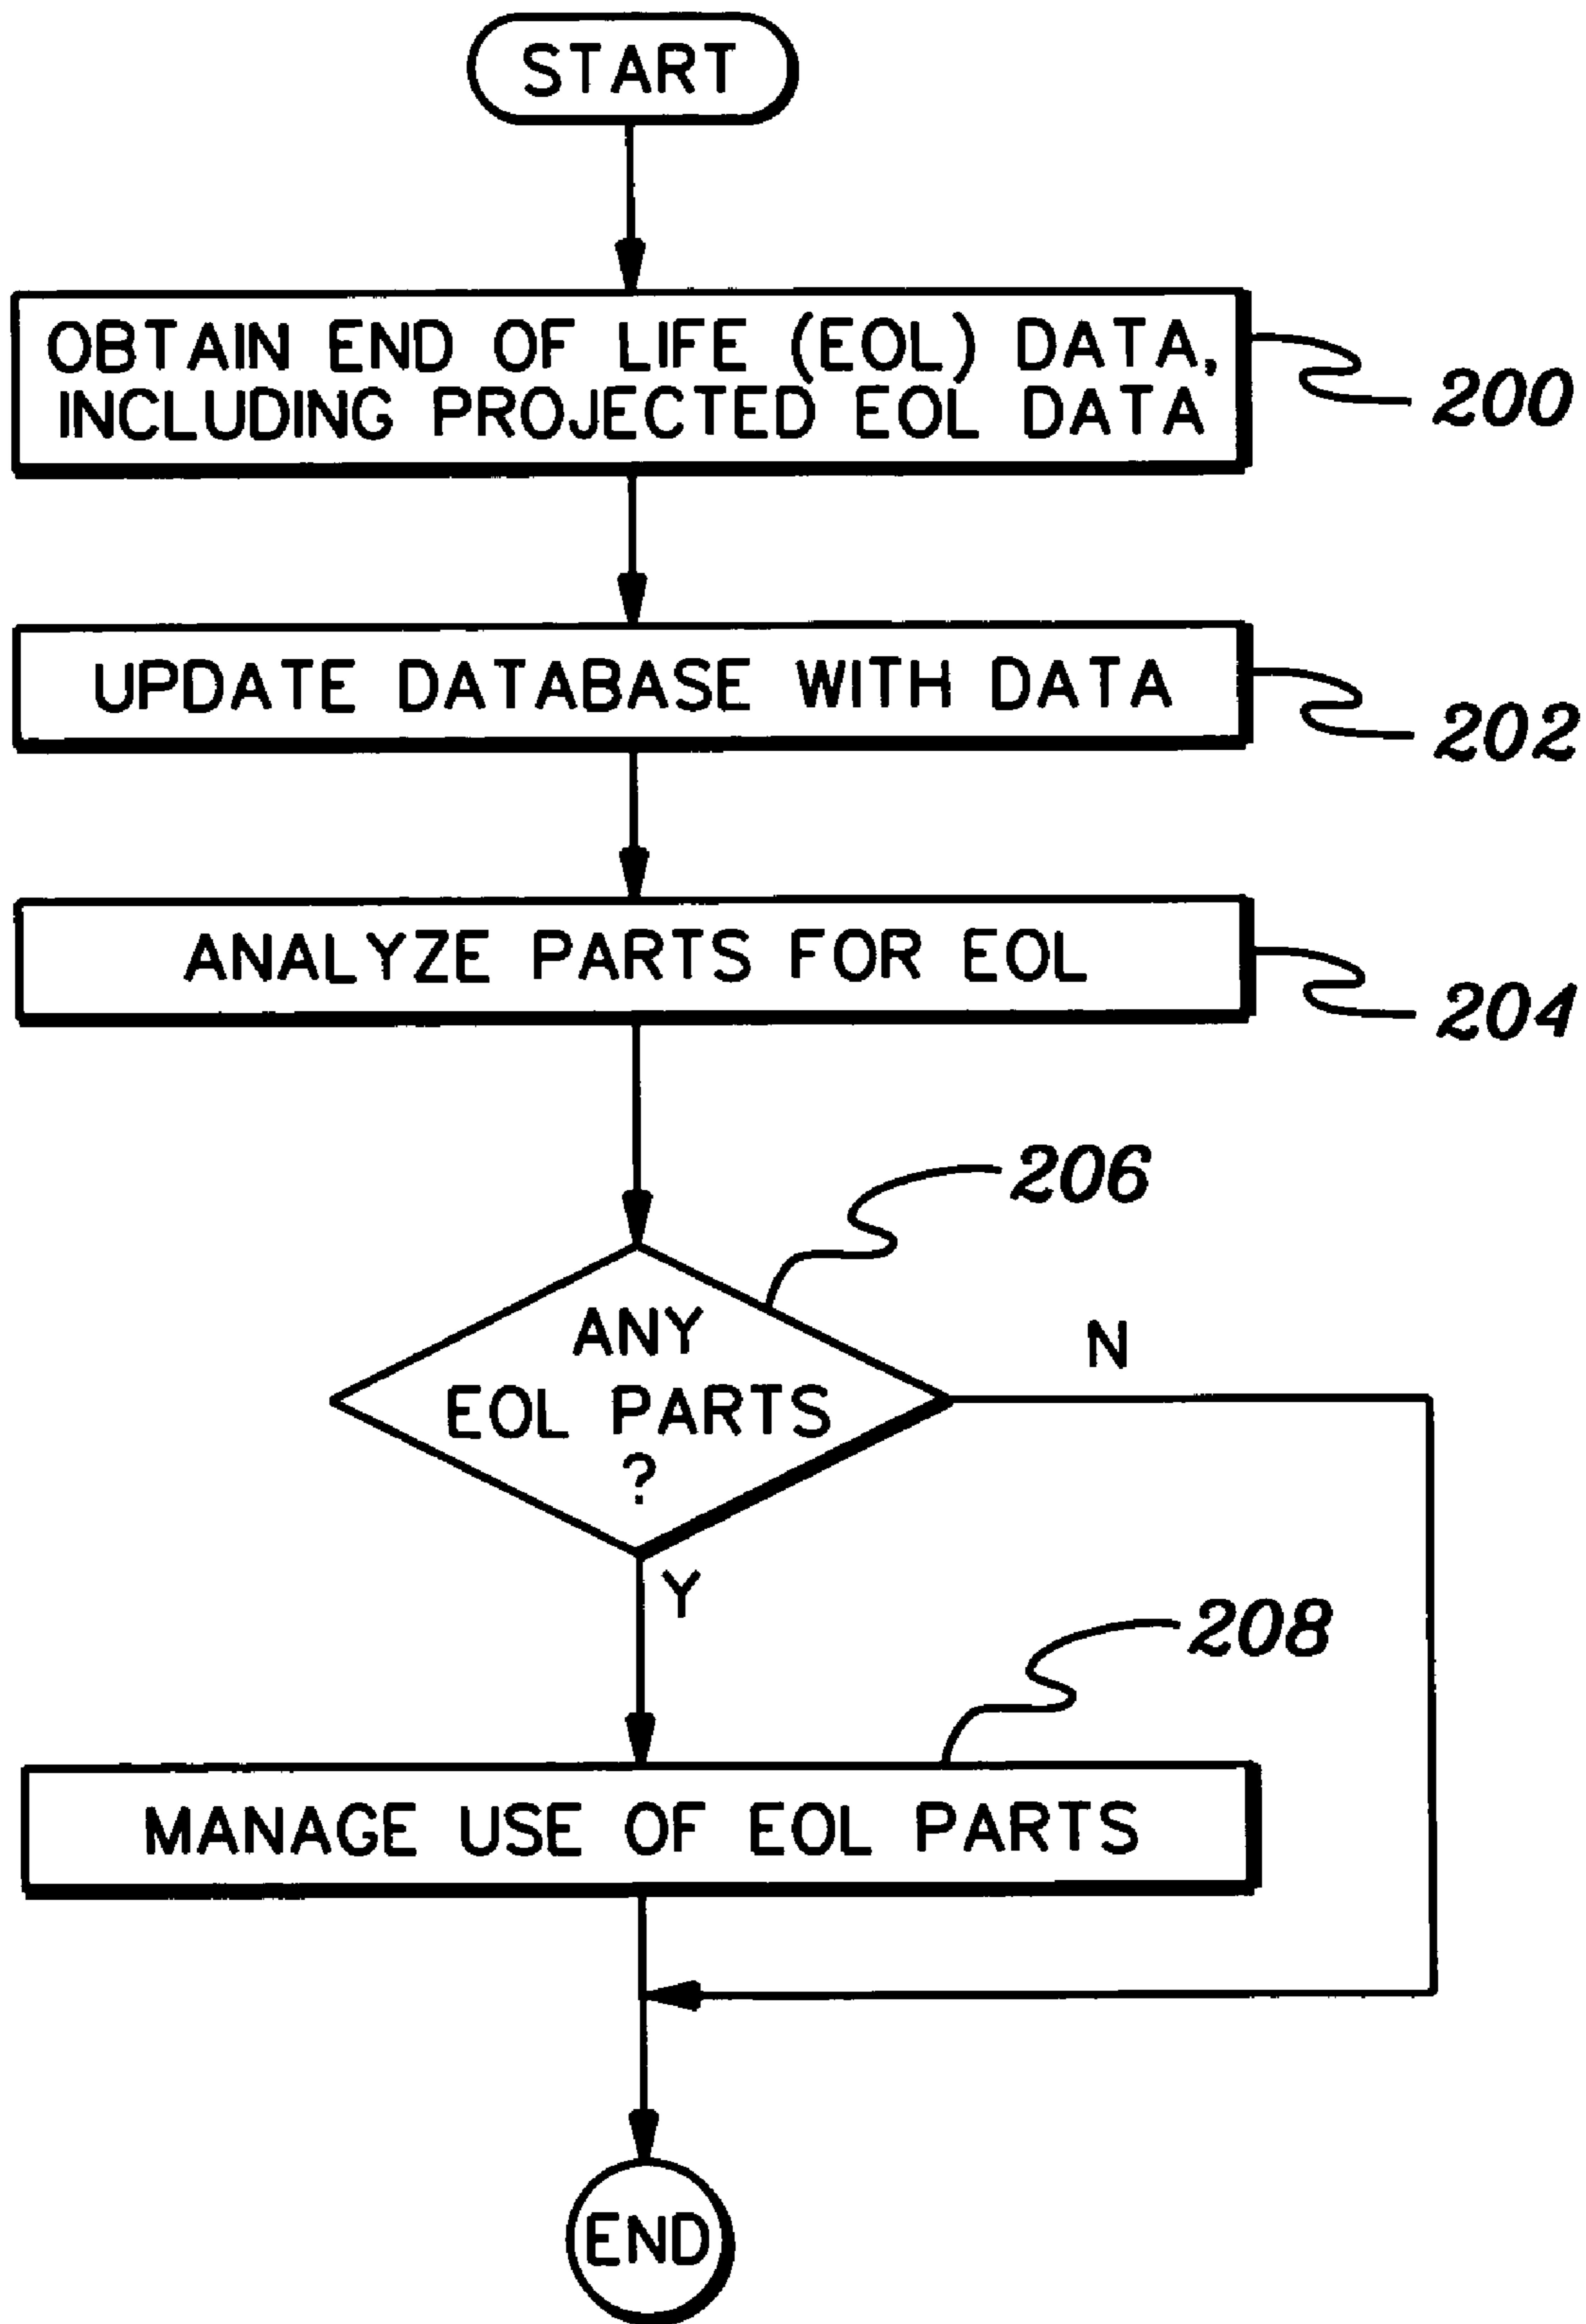 START
OBTAIN END OF LIFE (EOL) DATA,
INCLUDING PROJECTED EOL DATA
200
UPDATE DATABASE WITH DATA
202
ANALYZE PARTS FOR EOL
204
206
ANY
EOL PARTS
?
N
Y
208
MANAGE USE OF EOL PARTS
END